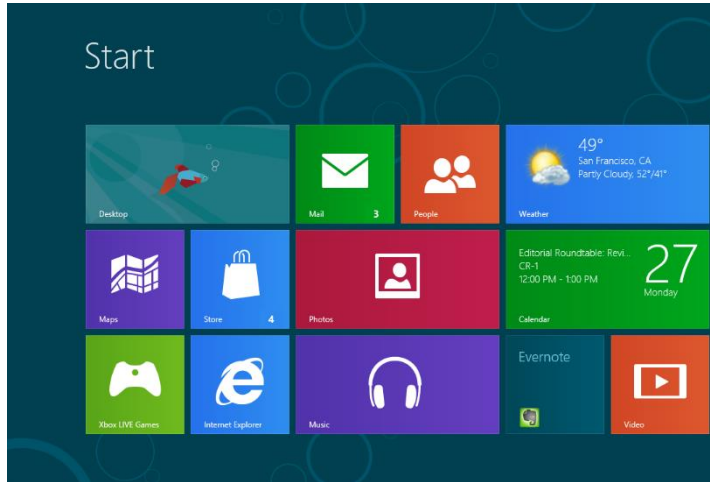 Start
Desktop
Mail
3
People
49°
San Francisco, CA
Partly Cloudy, 52°/41°
Weather
Maps
Store
4
Photos
Editorial Roundtable: Revi...
CR-1
12:00 PM - 1:00 PM
27
Monday
Calendar
Xbox LIVE Games
Internet Explorer
Music
Evernote
Video